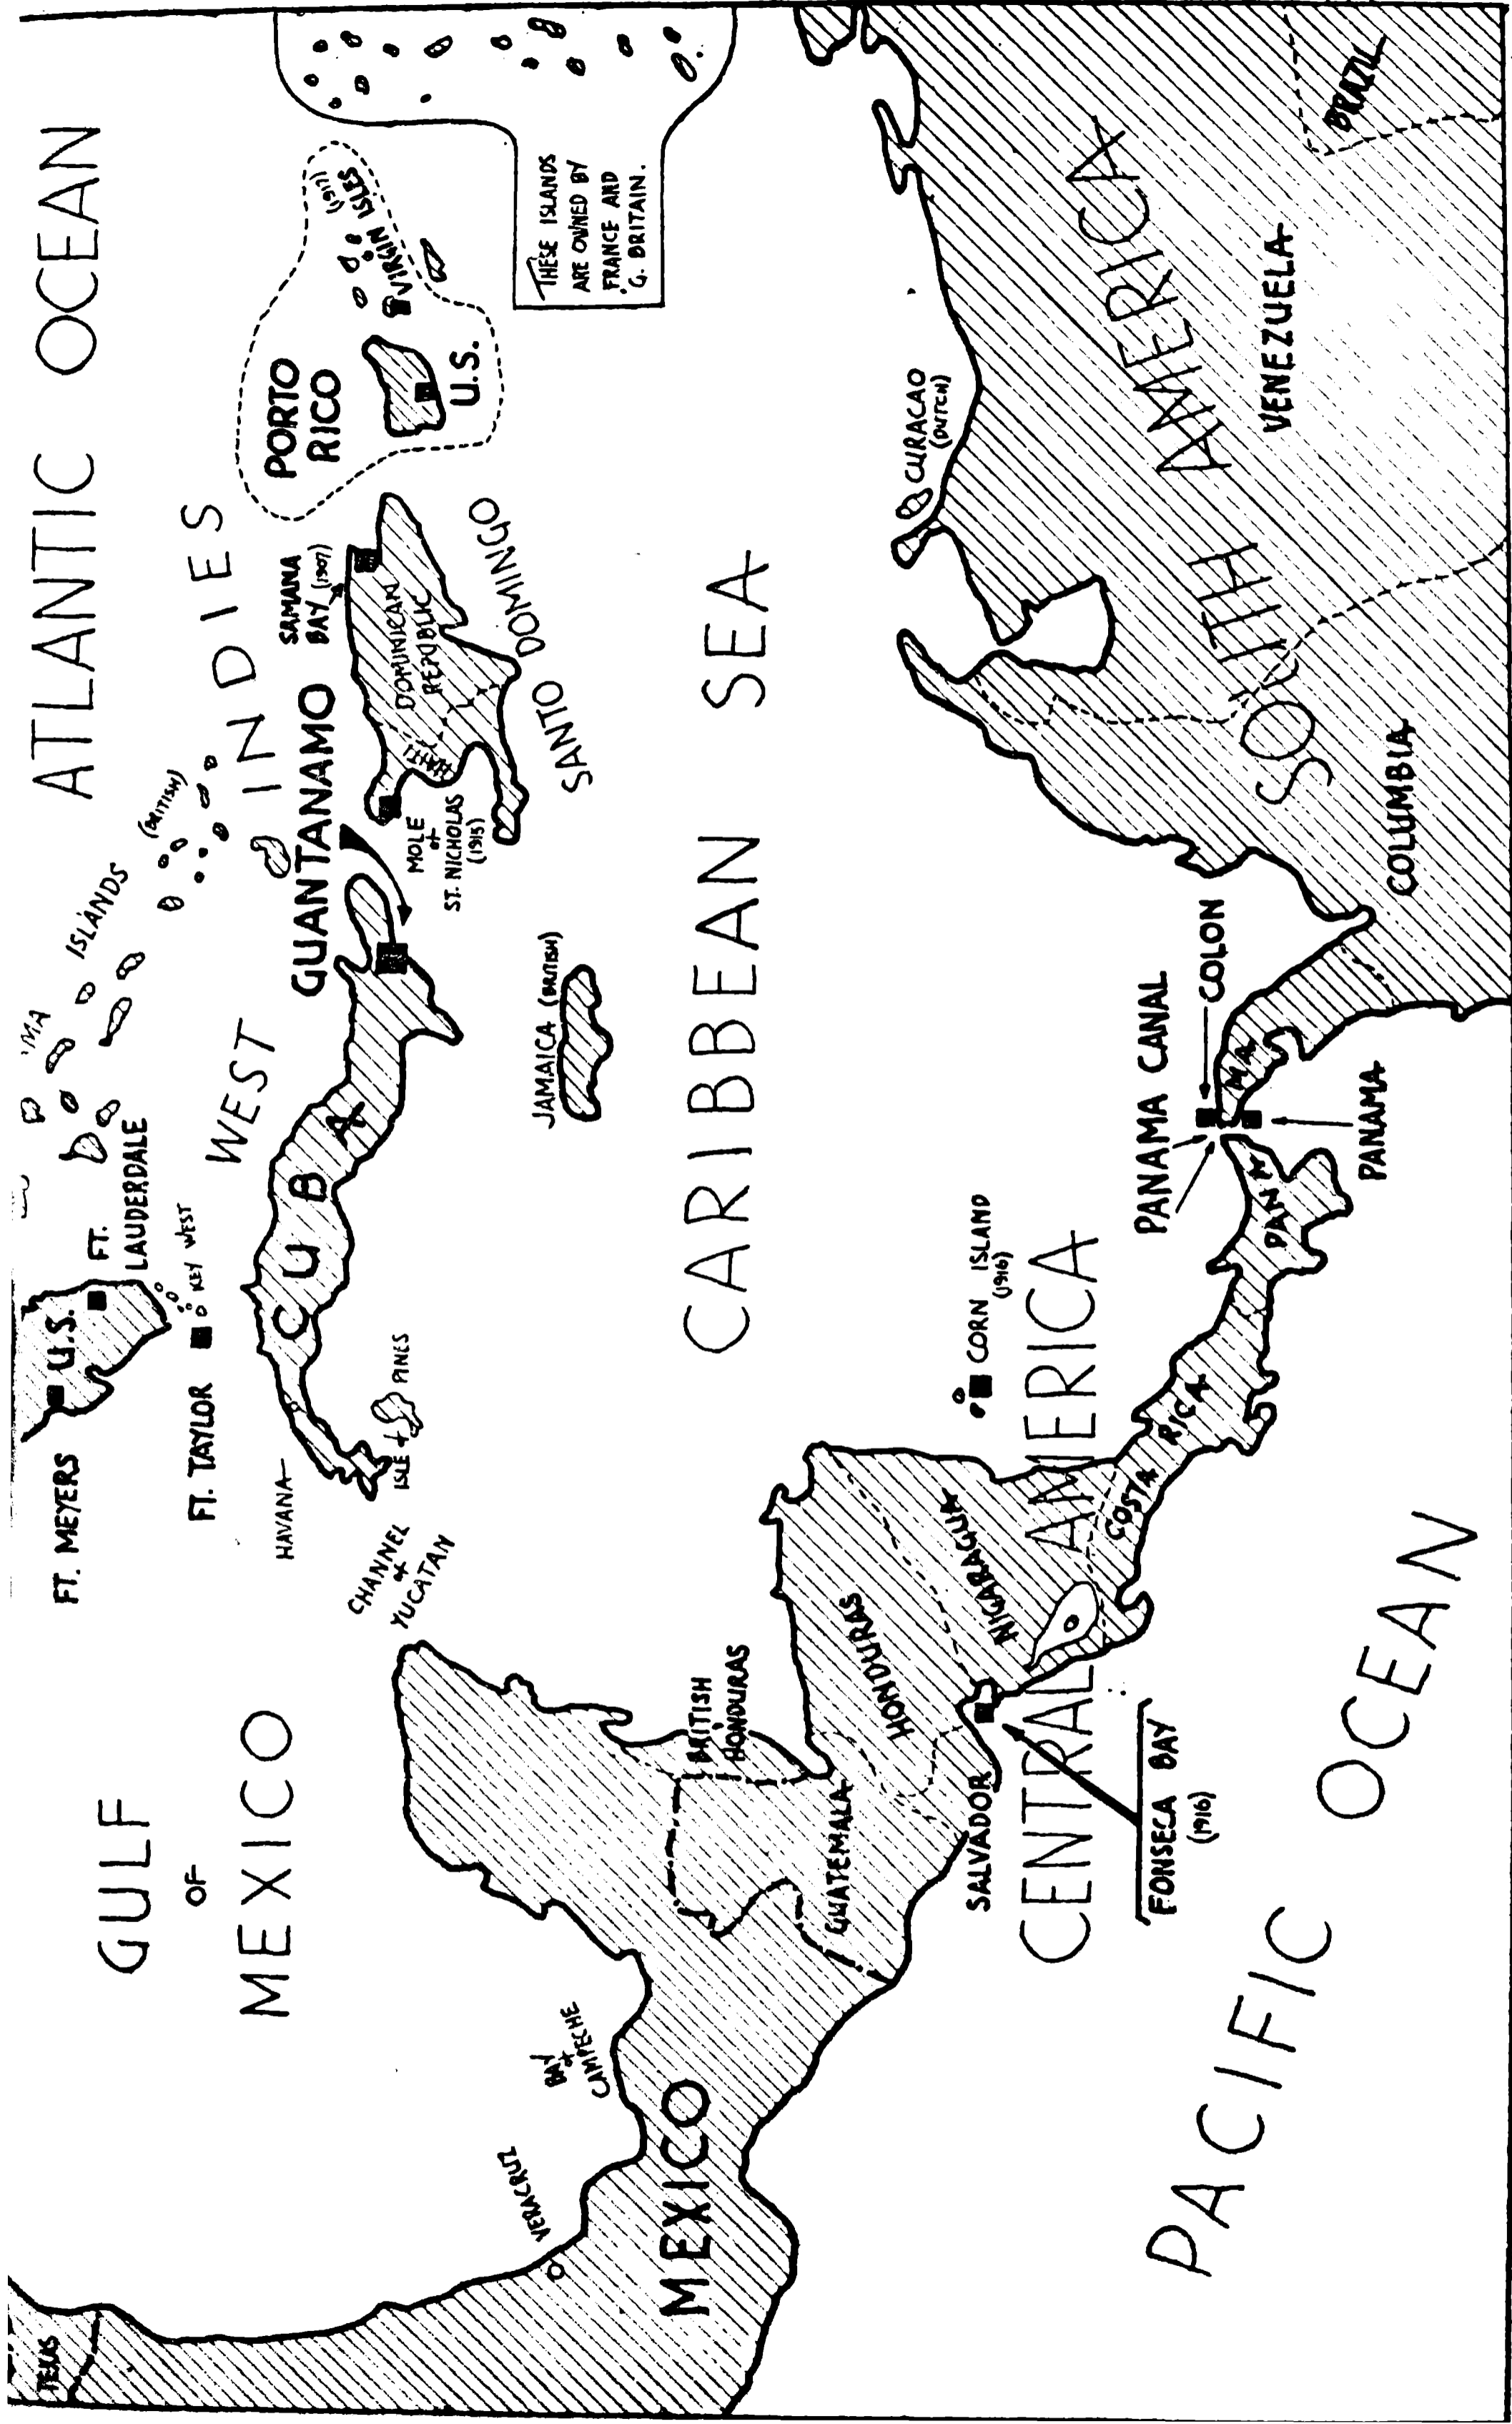 ATLANTIC OCEAN
GULF
OF
MEXICO
TEXAS
FT. MEYERS
U.S.
FT.
LAUDERDALE
FT. TAYLOR
KEY WEST
HAVANA
'MA
ISLANDS
(BRITISH)
WEST
INDIES
CUBA
ISLE of PINES
CHANNEL
of
YUCATAN
GUANTANAMO
SAMANA
BAY (1907)
MOLE
of
ST. NICHOLAS
(1915)
DOMINICAN
REPUBLIC
SANTO DOMINGO
PORTO
RICO
U.S.
VIRGIN ISLES
(1917)
THESE ISLANDS
ARE OWNED BY
FRANCE AND
G. BRITAIN.
JAMAICA (BRITISH)
CARIBBEAN SEA
VERACRUZ
BAY
of
CAMPECHE
MEXICO
BRITISH
HONDURAS
GUATEMALA
HONDURAS
SALVADOR
NICARAGUA
CORN ISLAND
(1916)
CENTRAL AMERICA
FONSECA BAY
(1916)
COSTA RICA
PANAMA CANAL
COLON
PAN
MA
PANAMA
CURACAO
(DUTCH)
SOUTH AMERICA
VENEZUELA
COLUMBIA
BRAZIL
PACIFIC OCEAN